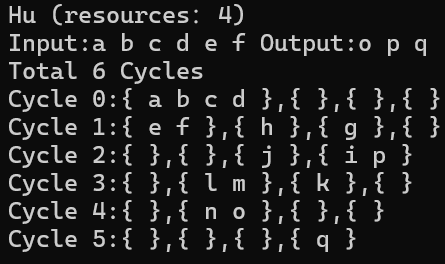 Hu (resources: 4)
Input:a b c d e f Output:o p q
Total 6 Cycles
Cycle 0:{ a b c d },{ },{ },{ }
Cycle 1:{ e f },{ h },{ g },{ }
Cycle 2:{ },{ },{ j },{ i p }
Cycle 3:{ },{ l m },{ k },{ }
Cycle 4:{ },{ n o },{ },{ }
Cycle 5:{ },{ },{ },{ q }